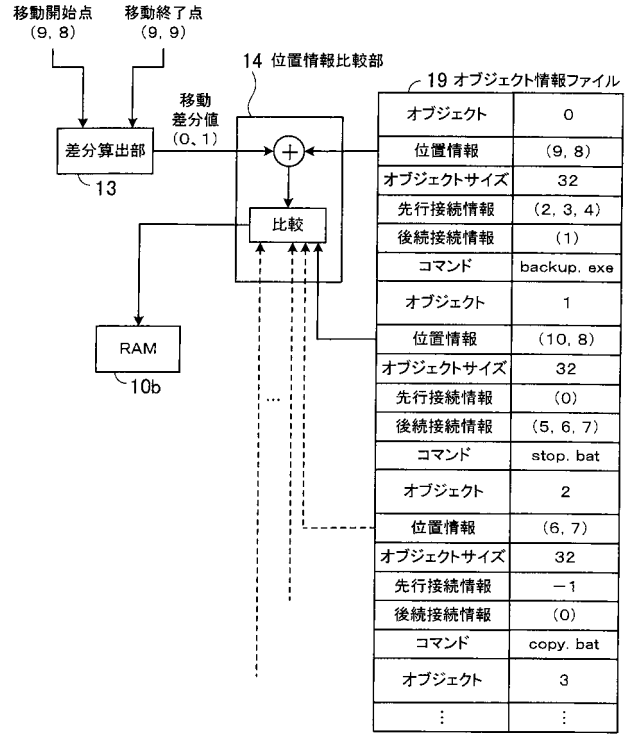 移動開始点
(9, 8)
移動終了点
(9, 9)
14 位置情報比較部
19 オブジェクト情報ファイル
移動
差分値
(0、1)
差分算出部
13
+
比較
RAM
10b
…
オブジェクト 0
位置情報 (9, 8)
オブジェクトサイズ 32
先行接続情報 (2, 3, 4)
後続接続情報 (1)
コマンド backup. exe
オブジェクト 1
位置情報 (10, 8)
オブジェクトサイズ 32
先行接続情報 (0)
後続接続情報 (5, 6, 7)
コマンド stop. bat
オブジェクト 2
位置情報 (6, 7)
オブジェクトサイズ 32
先行接続情報 −1
後続接続情報 (0)
コマンド copy. bat
オブジェクト 3
⋮ ⋮